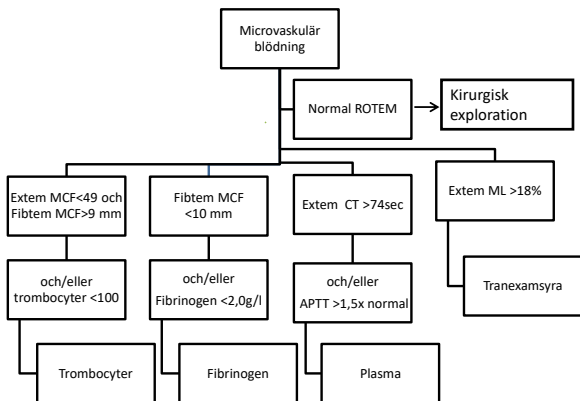 Microvaskulär
blödning
Normal ROTEM
Kirurgisk
exploration
Extem MCF<49 och
Fibtem MCF>9 mm
Fibtem MCF
<10 mm
Extem CT >74sec
Extem ML >18%
och/eller
trombocyter <100
och/eller
Fibrinogen <2,0g/l
och/eller
APTT >1,5x normal
Tranexamsyra
Trombocyter
Fibrinogen
Plasma